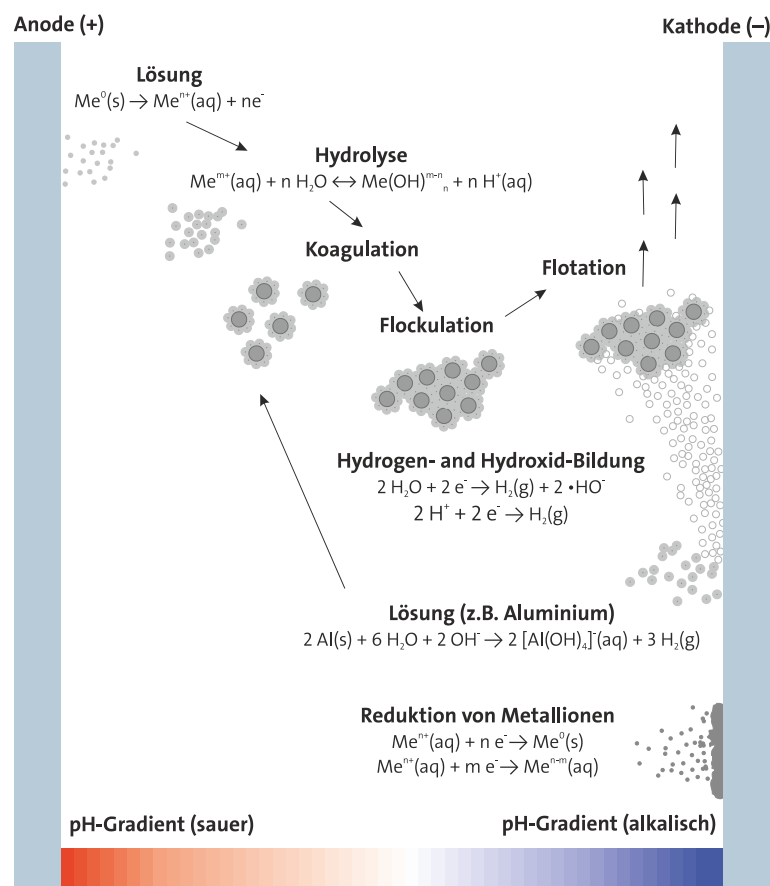 Anode (+)
Kathode (–)
Lösung
Me⁰(s) → Meⁿ⁺(aq) + ne⁻
Hydrolyse
Meᵐ⁺(aq) + n H₂O ↔ Me(OH)ᵐ⁻ⁿₙ + n H⁺(aq)
Koagulation
Flotation
Flockulation
Hydrogen- and Hydroxid-Bildung
2 H₂O + 2 e⁻ → H₂(g) + 2 •HO⁻
2 H⁺ + 2 e⁻ → H₂(g)
Lösung (z.B. Aluminium)
2 Al(s) + 6 H₂O + 2 OH⁻ → 2 [Al(OH)₄]⁻(aq) + 3 H₂(g)
Reduktion von Metallionen
Meⁿ⁺(aq) + n e⁻ → Me⁰(s)
Meⁿ⁺(aq) + m e⁻ → Meⁿ⁻ᵐ(aq)
pH-Gradient (sauer)
pH-Gradient (alkalisch)